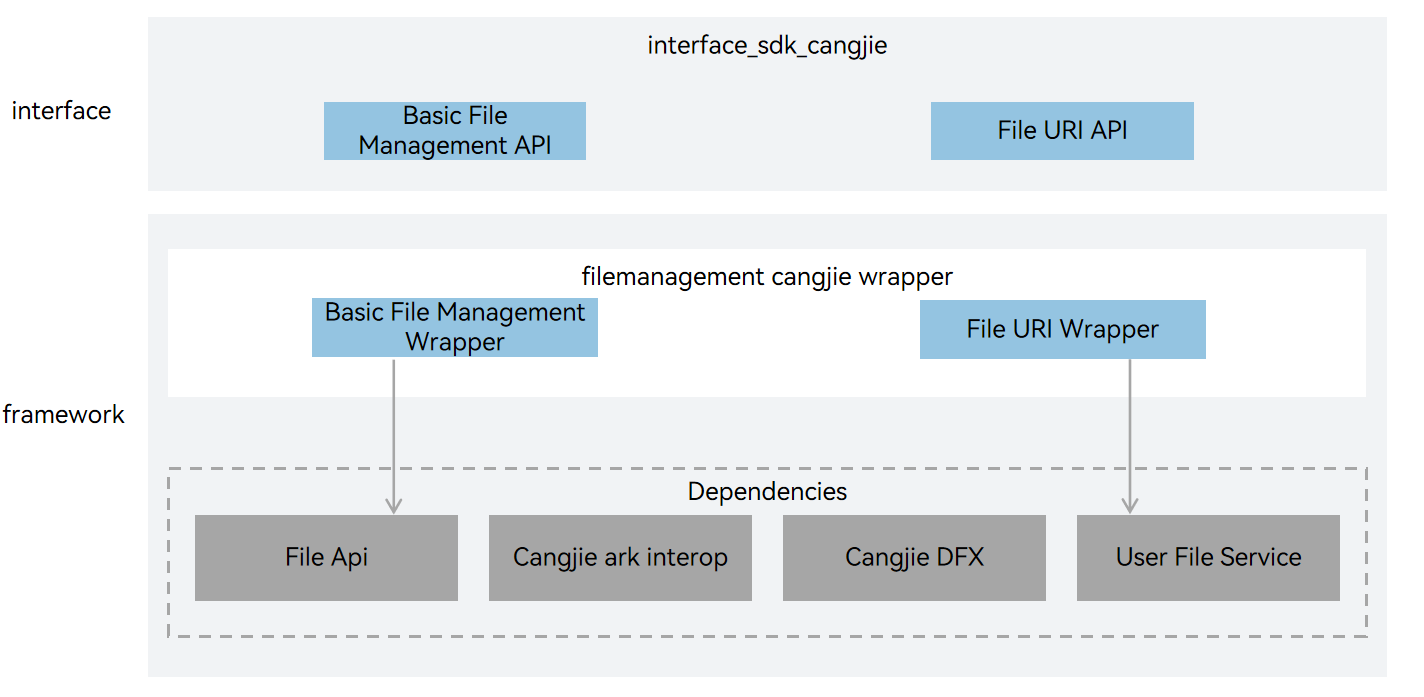 interface_sdk_cangjie
interface
Basic File
Management API
File URI API
filemanagement cangjie wrapper
Basic File Management
Wrapper
File URI Wrapper
framework
Dependencies
File Api
Cangjie ark interop
Cangjie DFX
User File Service